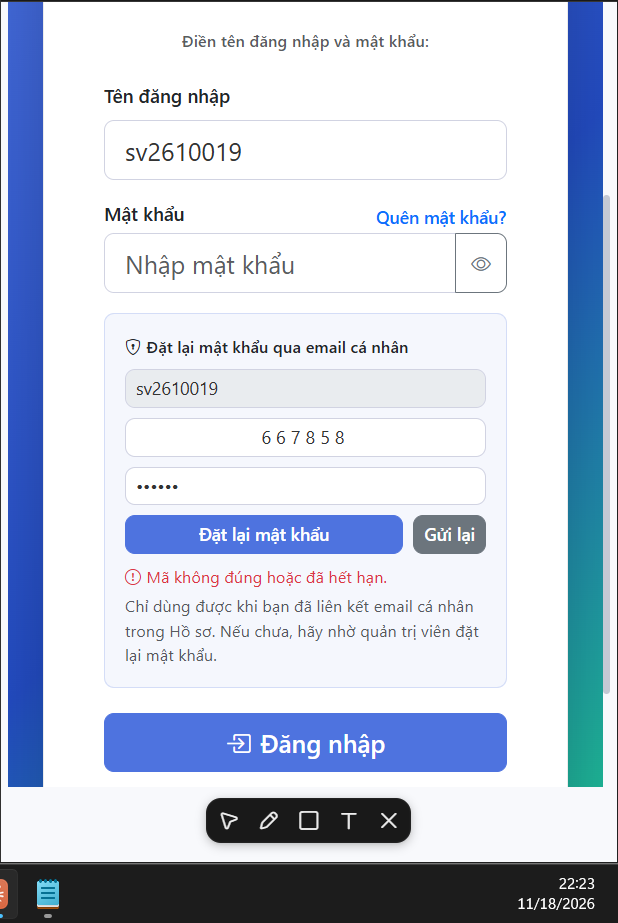 Điền tên đăng nhập và mật khẩu:
Tên đăng nhập
sv2610019
Mật khẩu
Quên mật khẩu?
Nhập mật khẩu
Đặt lại mật khẩu qua email cá nhân
sv2610019
667858
••••••
Đặt lại mật khẩu
Gửi lại
Mã không đúng hoặc đã hết hạn.
Chỉ dùng được khi bạn đã liên kết email cá nhân
trong Hồ sơ. Nếu chưa, hãy nhờ quản trị viên đặt
lại mật khẩu.
Đăng nhập
T
22:23
11/18/2026